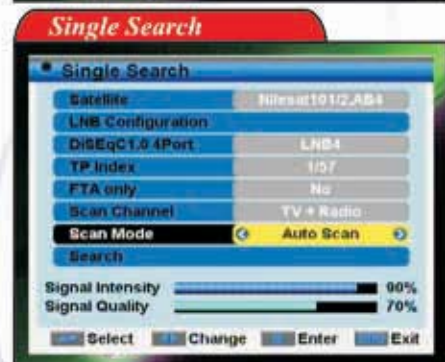 Single Search
Single Search
Satellite Nilesat101/2,AB4
LNB Configuration
DiSEqC1.0 4Port LNB4
TP Index 1/57
FTA only No
Scan Channel TV + Radio
Scan Mode Auto Scan
Search
Signal Intensity 90%
Signal Quality 70%
Select Change Enter Exit